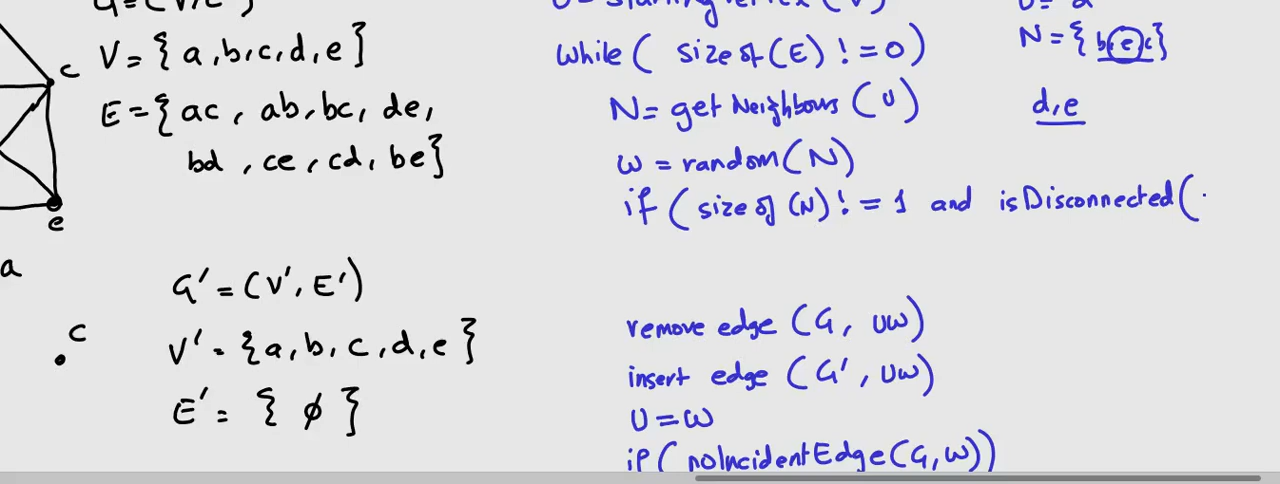 V = { a , b , c , d , e }
E = { ac , ab , bc , de ,
bd , ce , cd , be }
c
e
a
c
G' = (V' , E')
V' = { a , b , c , d , e }
E' = { ϕ }
while ( size of (E) ! = 0 )
N = get Neighbours ( U )
w = random ( N )
if ( size of (N) ! = 1 and isDisconnected (
remove edge ( G , Uw )
insert edge ( G' , Uw )
U = w
if ( noIncidentEdge ( G , w ) )
N = { b , e , c }
d , e